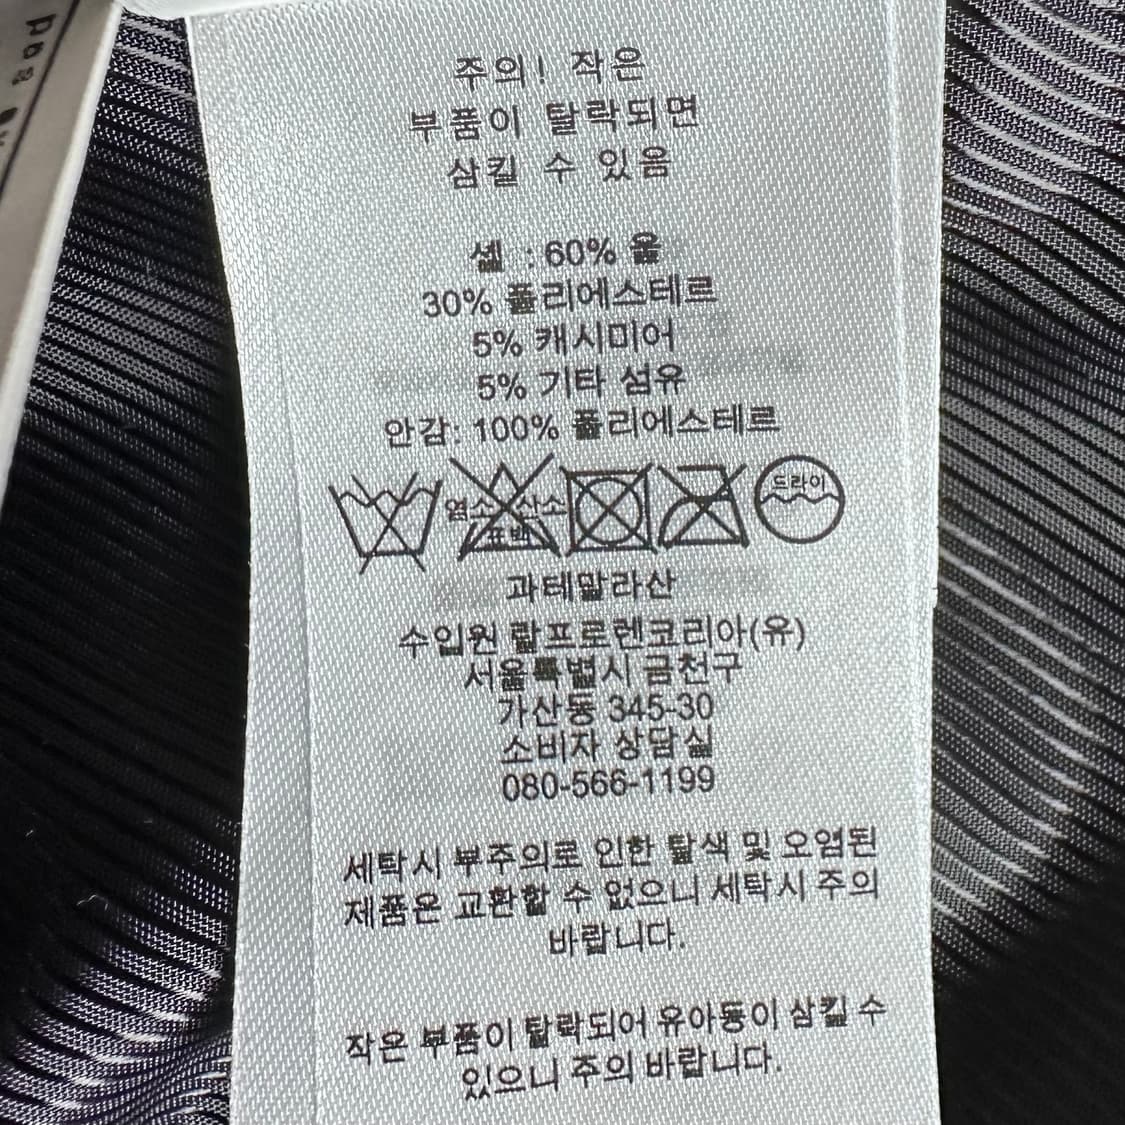 주의! 작은
부품이 탈락되면
삼킬 수 있음
셸 : 60% 울
30% 폴리에스테르
5% 캐시미어
5% 기타 섬유
안감: 100% 폴리에스테르
염소 산소
표백
드라이
과테말라산
수입원 랄프로렌코리아(유)
서울특별시 금천구
가산동 345-30
소비자 상담실
080-566-1199
세탁시 부주의로 인한 탈색 및 오염된
제품은 교환할 수 없으니 세탁시 주의
바랍니다.
작은 부품이 탈락되어 유아동이 삼킬 수
있으니 주의 바랍니다.